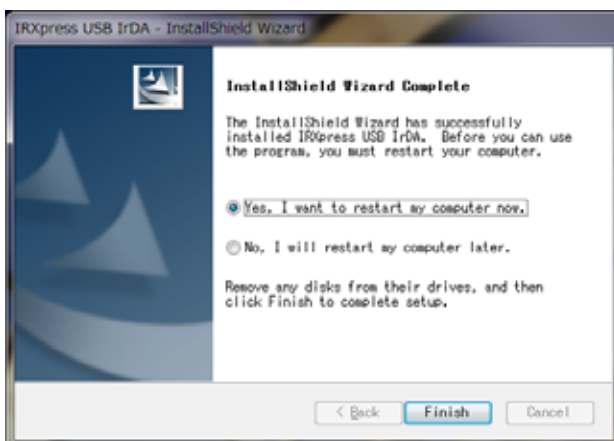 IRXpress USB IrDA - InstallShield Wizard
InstallShield Wizard Complete
The InstallShield Wizard has successfully
installed IRXpress USB IrDA.  Before you can use
the program, you must restart your computer.
Yes, I want to restart my computer now.
No, I will restart my computer later.
Remove any disks from their drives, and then
click Finish to complete setup.
< Back
Finish
Cancel